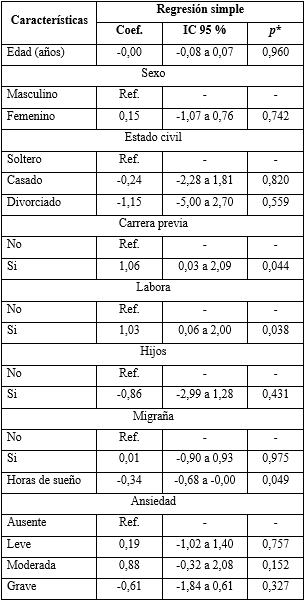 Características Regresión simple
Coef. IC 95 % p*
Edad (años) -0,00 -0,08 a 0,07 0,960
Sexo
Masculino Ref. - -
Femenino 0,15 -1,07 a 0,76 0,742
Estado civil
Soltero Ref. - -
Casado -0,24 -2,28 a 1,81 0,820
Divorciado -1,15 -5,00 a 2,70 0,559
Carrera previa
No Ref. - -
Si 1,06 0,03 a 2,09 0,044
Labora
No Ref. - -
Si 1,03 0,06 a 2,00 0,038
Hijos
No Ref. - -
Si -0,86 -2,99 a 1,28 0,431
Migraña
No Ref. - -
Si 0,01 -0,90 a 0,93 0,975
Horas de sueño -0,34 -0,68 a -0,00 0,049
Ansiedad
Ausente Ref. - -
Leve 0,19 -1,02 a 1,40 0,757
Moderada 0,88 -0,32 a 2,08 0,152
Grave -0,61 -1,84 a 0,61 0,327